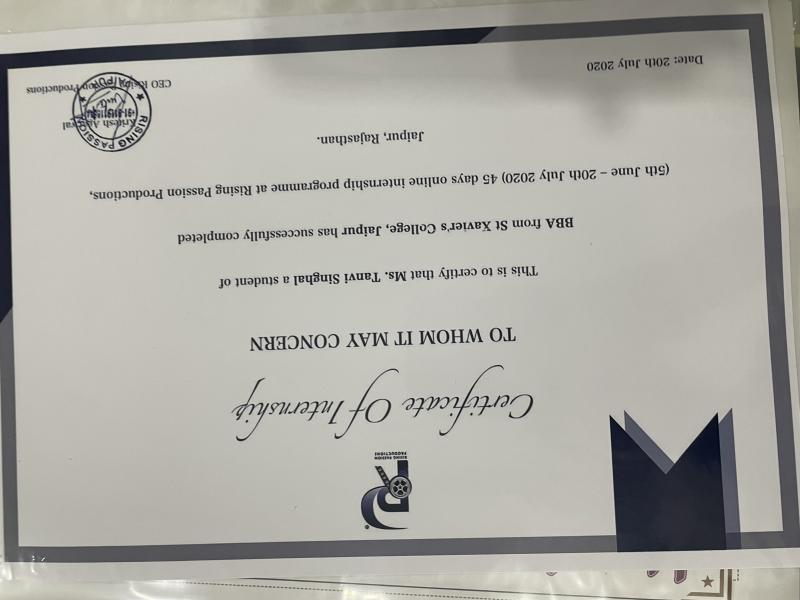 RISING PASSION
PRODUCTIONS
Certificate Of Internship
TO WHOM IT MAY CONCERN
This is to certify that Ms. Tanvi Singhal a student of
BBA from St Xavier's College, Jaipur has successfully completed
(5th June – 20th July 2020) 45 days online internship programme at Rising Passion Productions,
Jaipur, Rajasthan.
RISING PASSION
JAIPUR
CEO Rising Passion Productions
Date: 20th July 2020